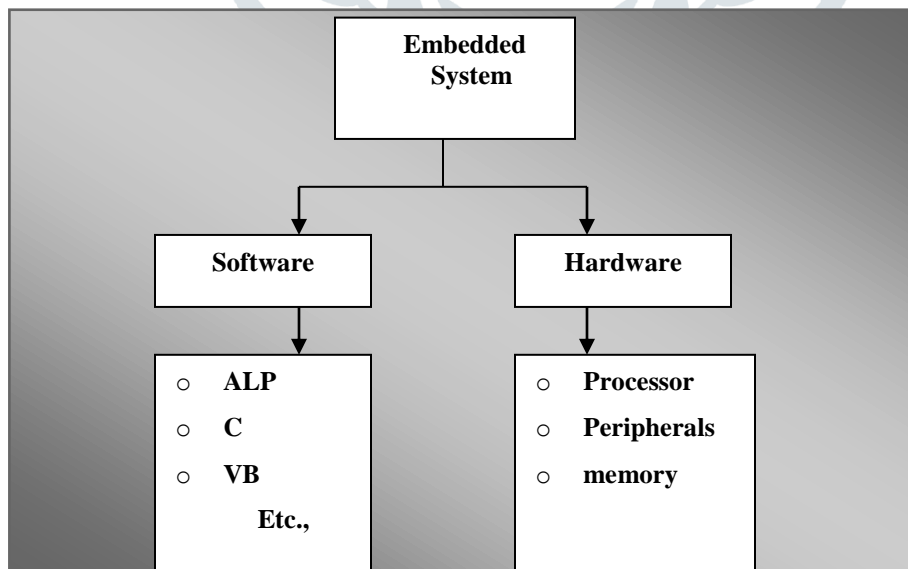 Embedded
System
Software
Hardware
○ ALP
○ C
○ VB
Etc.,
○ Processor
○ Peripherals
○ memory